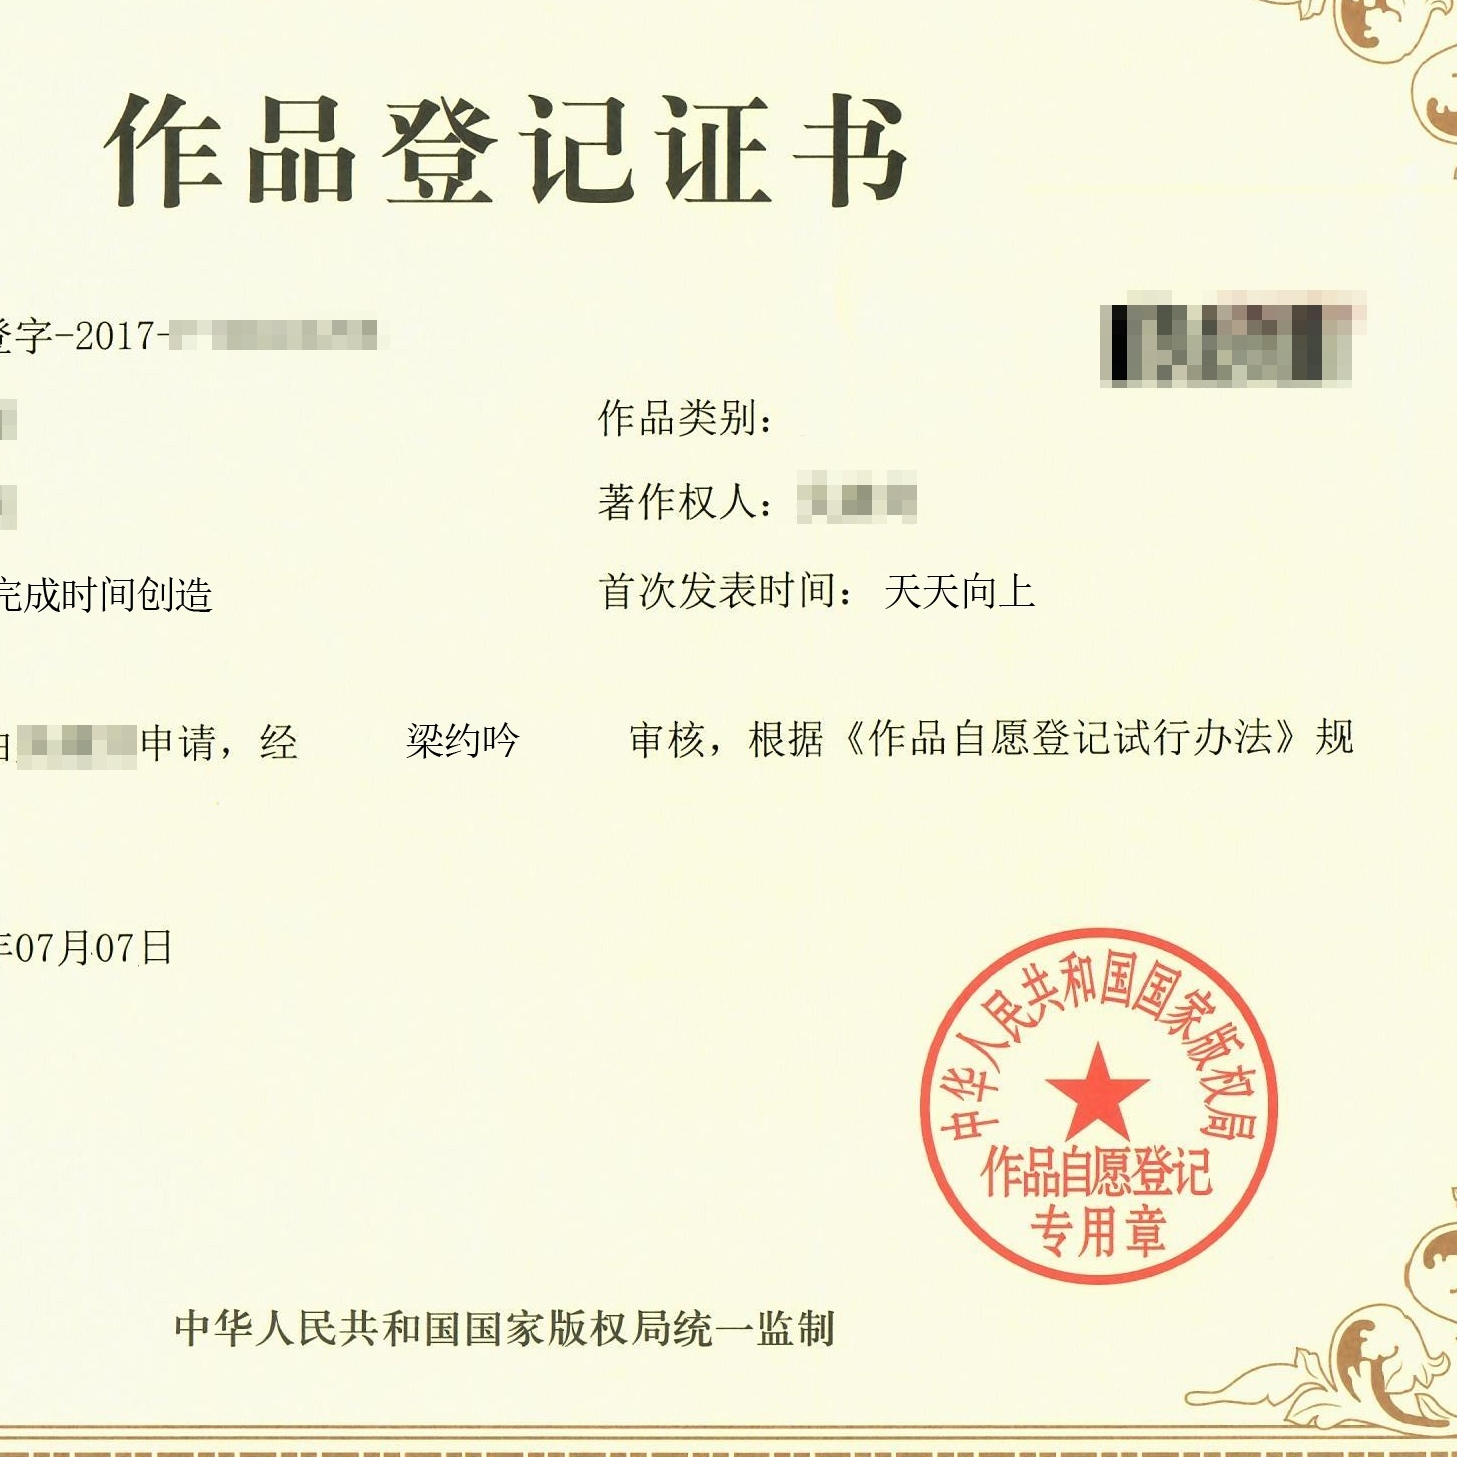 作品登记证书
登字-2017-
作品类别：
著作权人：
完成时间创造
首次发表时间： 天天向上
由 申请，经 梁约吟 审核，根据《作品自愿登记试行办法》规
年07月07日
中华人民共和国国家版权局
作品自愿登记
专用章
中华人民共和国国家版权局统一监制